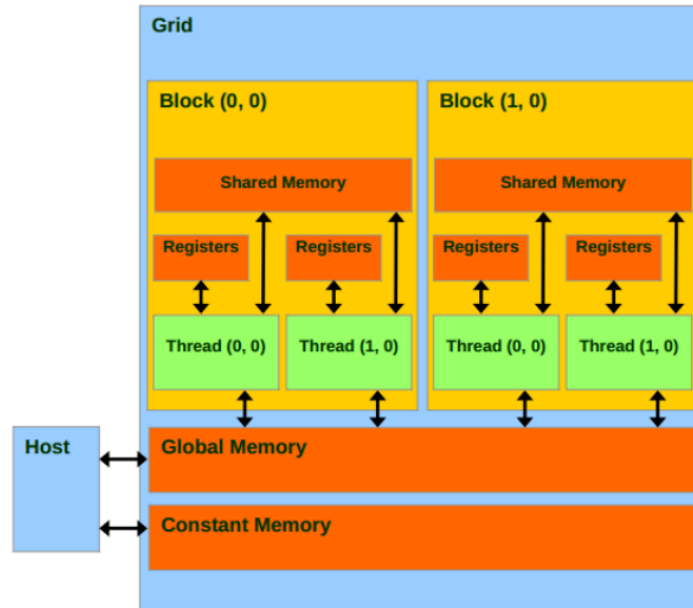 Grid
Block (0, 0)
Block (1, 0)
Shared Memory
Shared Memory
Registers
Registers
Registers
Registers
Thread (0, 0)
Thread (1, 0)
Thread (0, 0)
Thread (1, 0)
Host
Global Memory
Constant Memory